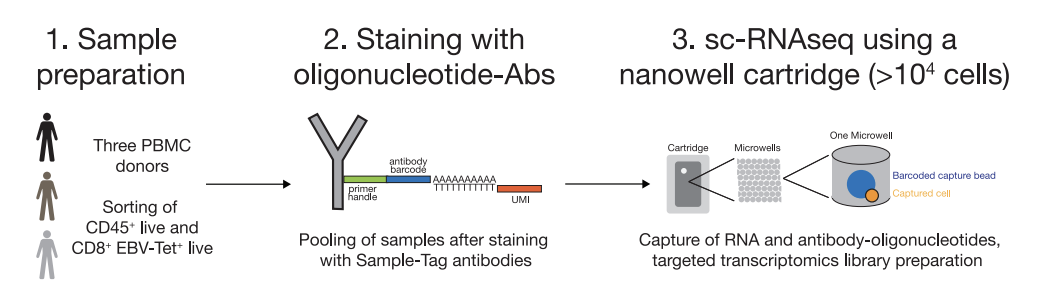 1. Sample
preparation
Three PBMC
donors
Sorting of
CD45⁺ live and
CD8⁺ EBV-Tet⁺ live
2. Staining with
oligonucleotide-Abs
antibody
barcode
primer
handle
AAAAAAAAAA
TTTTTTTTTT
UMI
Pooling of samples after staining
with Sample-Tag antibodies
3. sc-RNAseq using a
nanowell cartridge (>10⁴ cells)
Cartridge
Microwells
One Microwell
Barcoded capture bead
Captured cell
Capture of RNA and antibody-oligonucleotides,
targeted transcriptomics library preparation